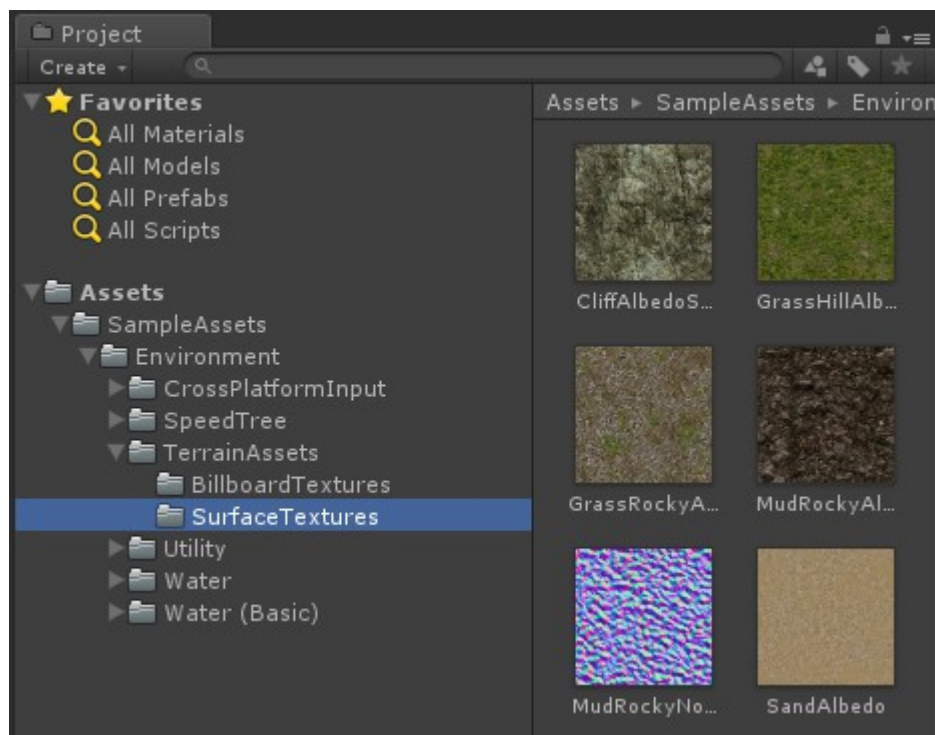 Project
Create
Favorites
All Materials
All Models
All Prefabs
All Scripts
Assets
SampleAssets
Environment
CrossPlatformInput
SpeedTree
TerrainAssets
BillboardTextures
SurfaceTextures
Utility
Water
Water (Basic)
Assets ▸ SampleAssets ▸ Environ
CliffAlbedoS... GrassHillAlb...
GrassRockyA... MudRockyAl...
MudRockyNo... SandAlbedo